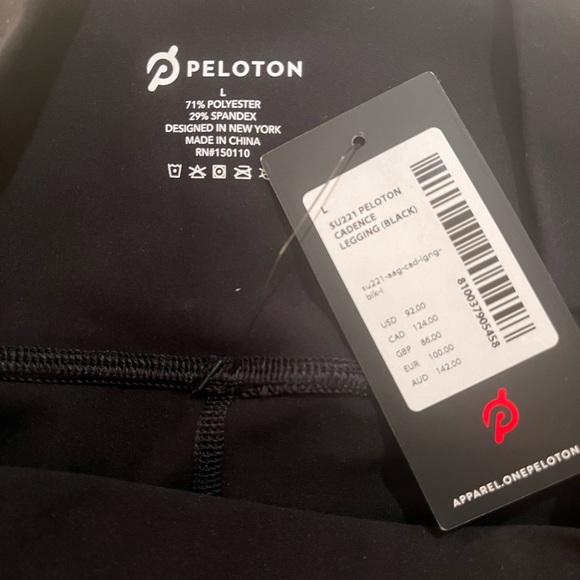 PELOTON
L
71% POLYESTER
29% SPANDEX
DESIGNED IN NEW YORK
MADE IN CHINA
RN#150110
L
SU221 PELOTON
CADENCE
LEGGING (BLACK)
su221-aag-cad-lgng-
blk-l
USD 92.00
CAD 124.00
GBP 86.00
EUR 100.00
AUD 142.00
810037905458
APPAREL.ONEPELOTON